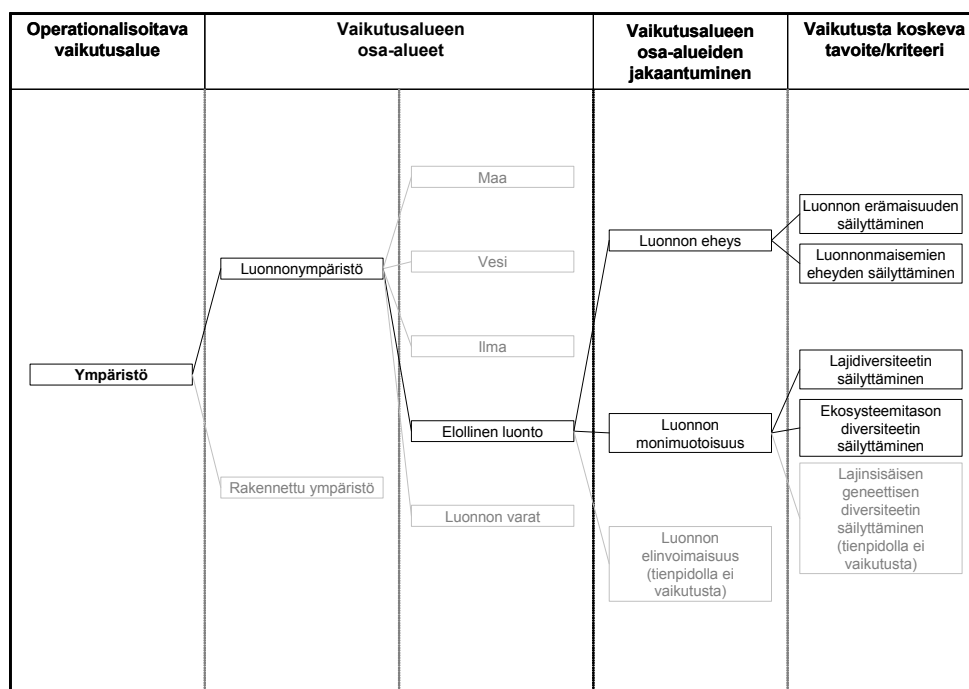 Operationalisoitava
vaikutusalue
Vaikutusalueen
osa-alueet
Vaikutusalueen
osa-alueiden
jakaantuminen
Vaikutusta koskeva
tavoite/kriteeri
Ympäristö
Luonnonympäristö
Rakennettu ympäristö
Maa
Vesi
Ilma
Elollinen luonto
Luonnon varat
Luonnon eheys
Luonnon
monimuotoisuus
Luonnon
elinvoimaisuus
(tienpidolla ei
vaikutusta)
Luonnon erämaisuuden
säilyttäminen
Luonnonmaisemien
eheyden säilyttäminen
Lajidiversiteetin
säilyttäminen
Ekosysteemitason
diversiteetin
säilyttäminen
Lajinsisäisen
geneettisen
diversiteetin
säilyttäminen
(tienpidolla ei
vaikutusta)